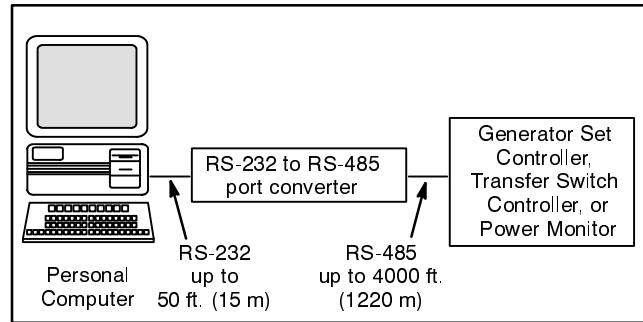 Personal
Computer
RS-232 to RS-485
port converter
RS-232
up to
50 ft. (15 m)
RS-485
up to 4000 ft.
(1220 m)
Generator Set
Controller,
Transfer Switch
Controller, or
Power Monitor